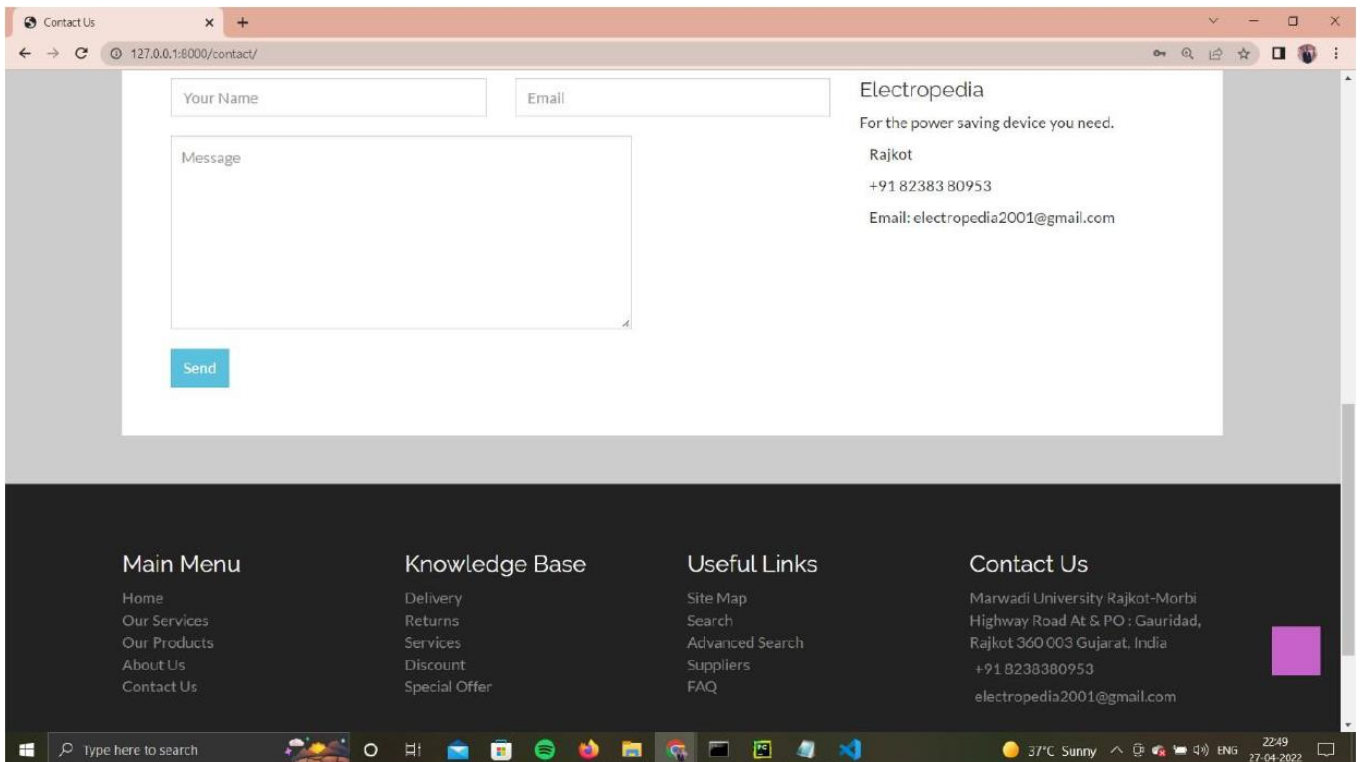 Contact Us
127.0.0.1:8000/contact/
Your Name
Email
Message
Send
Electropedia
For the power saving device you need.
Rajkot
+91 82383 80953
Email: electropedia2001@gmail.com
Main Menu
Home
Our Services
Our Products
About Us
Contact Us
Knowledge Base
Delivery
Returns
Services
Discount
Special Offer
Useful Links
Site Map
Search
Advanced Search
Suppliers
FAQ
Contact Us
Marwadi University Rajkot-Morbi
Highway Road At & PO : Gauridad,
Rajkot 360 003 Gujarat, India
+91 8238380953
electropedia2001@gmail.com
Type here to search
37°C Sunny
ENG
22:49
27-04-2022